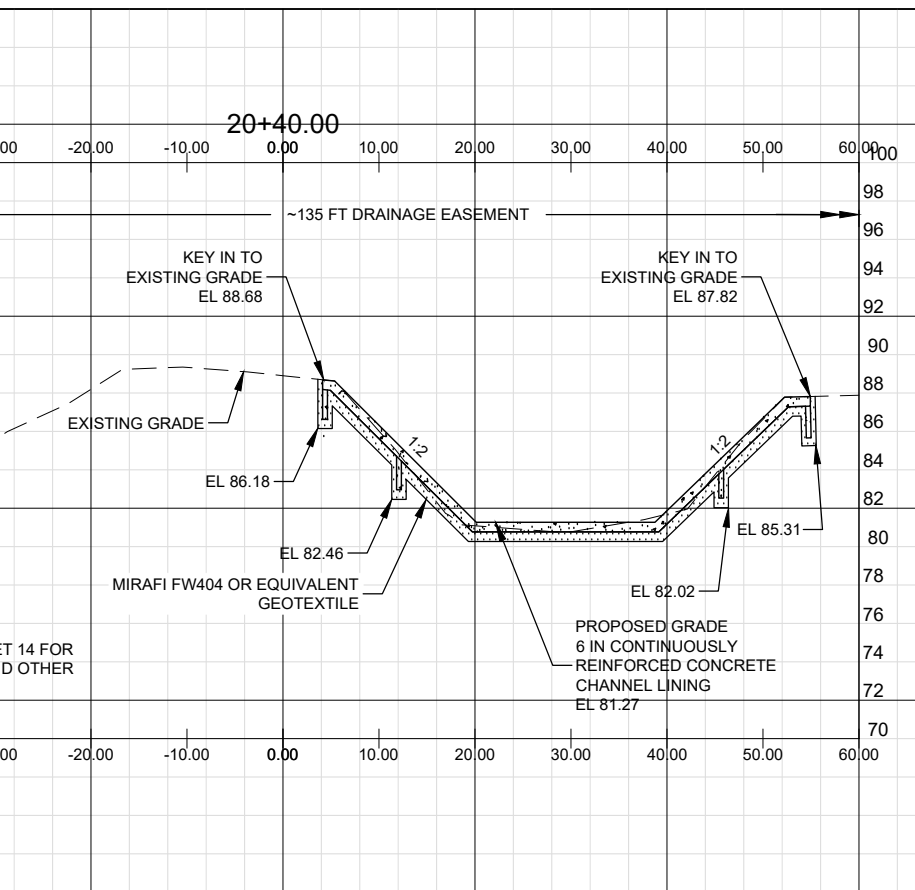 20+40.00
00 -20.00 -10.00 0.00 10.00 20.00 30.00 40.00 50.00 60.00
100
98
~135 FT DRAINAGE EASEMENT
96
KEY IN TO
EXISTING GRADE
EL 88.68
KEY IN TO
EXISTING GRADE
EL 87.82
94
92
90
88
EXISTING GRADE
1:2
1:2
86
EL 86.18
84
82
EL 85.31
EL 82.46
80
MIRAFI FW404 OR EQUIVALENT
GEOTEXTILE
EL 82.02
78
76
PROPOSED GRADE
6 IN CONTINUOUSLY
REINFORCED CONCRETE
CHANNEL LINING
EL 81.27
ET 14 FOR
D OTHER
74
72
70
00 -20.00 -10.00 0.00 10.00 20.00 30.00 40.00 50.00 60.00